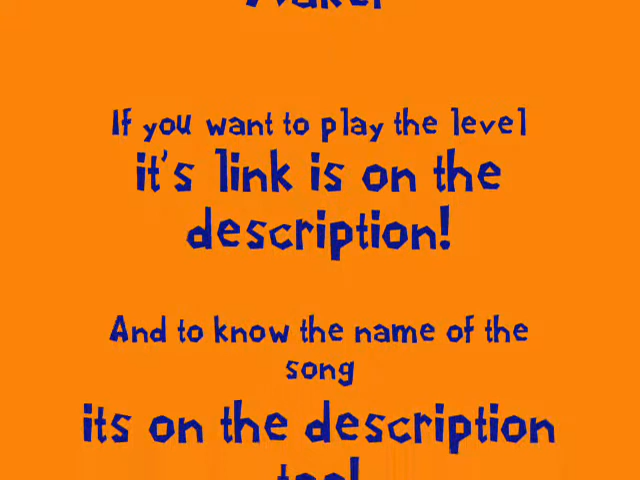 If you want to play the level
it's link is on the
description!
And to know the name of the
song
its on the description
too!